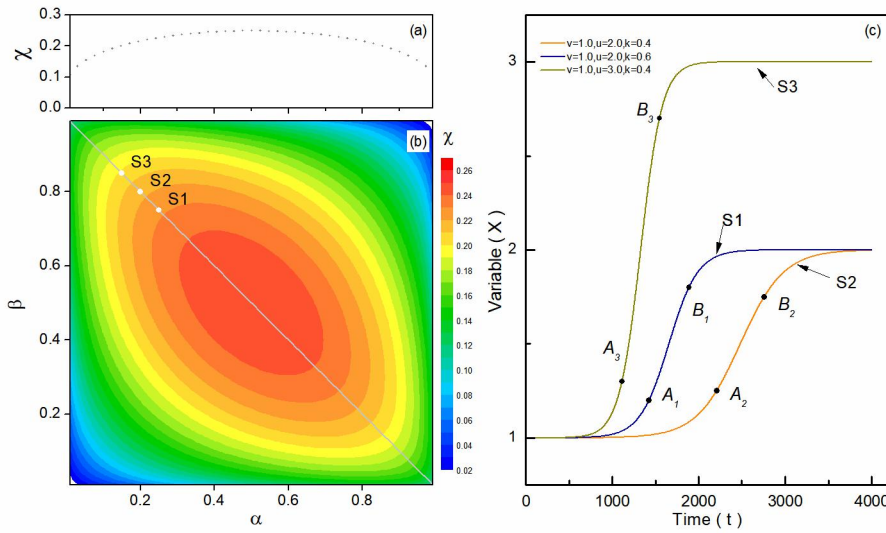 0.3
0.2
0.1
0.0
χ
(a)
(b)
χ
S3
S2
S1
0.8
0.6
0.4
0.2
β
0.2
0.4
0.6
0.8
α
0.26
0.24
0.22
0.20
0.18
0.16
0.14
0.12
0.10
0.08
0.06
0.04
0.02
(c)
v=1.0,u=2.0,k=0.4
v=1.0,u=2.0,k=0.6
v=1.0,u=3.0,k=0.4
3
2
1
Variable ( X )
S3
B3
S1
B1
S2
B2
A3
A1
A2
0
1000
2000
3000
4000
Time ( t )